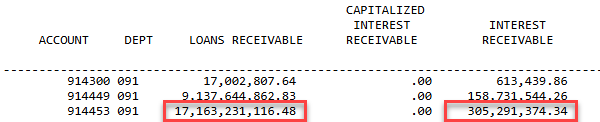 CAPITALIZED
INTEREST INTEREST
ACCOUNT DEPT LOANS RECEIVABLE RECEIVABLE RECEIVABLE
914300 091 17,002,807.64 .00 613,439.86
914449 091 9,137,644,862.83 .00 158,731,544.26
914453 091 17,163,231,116.48 .00 305,291,374.34